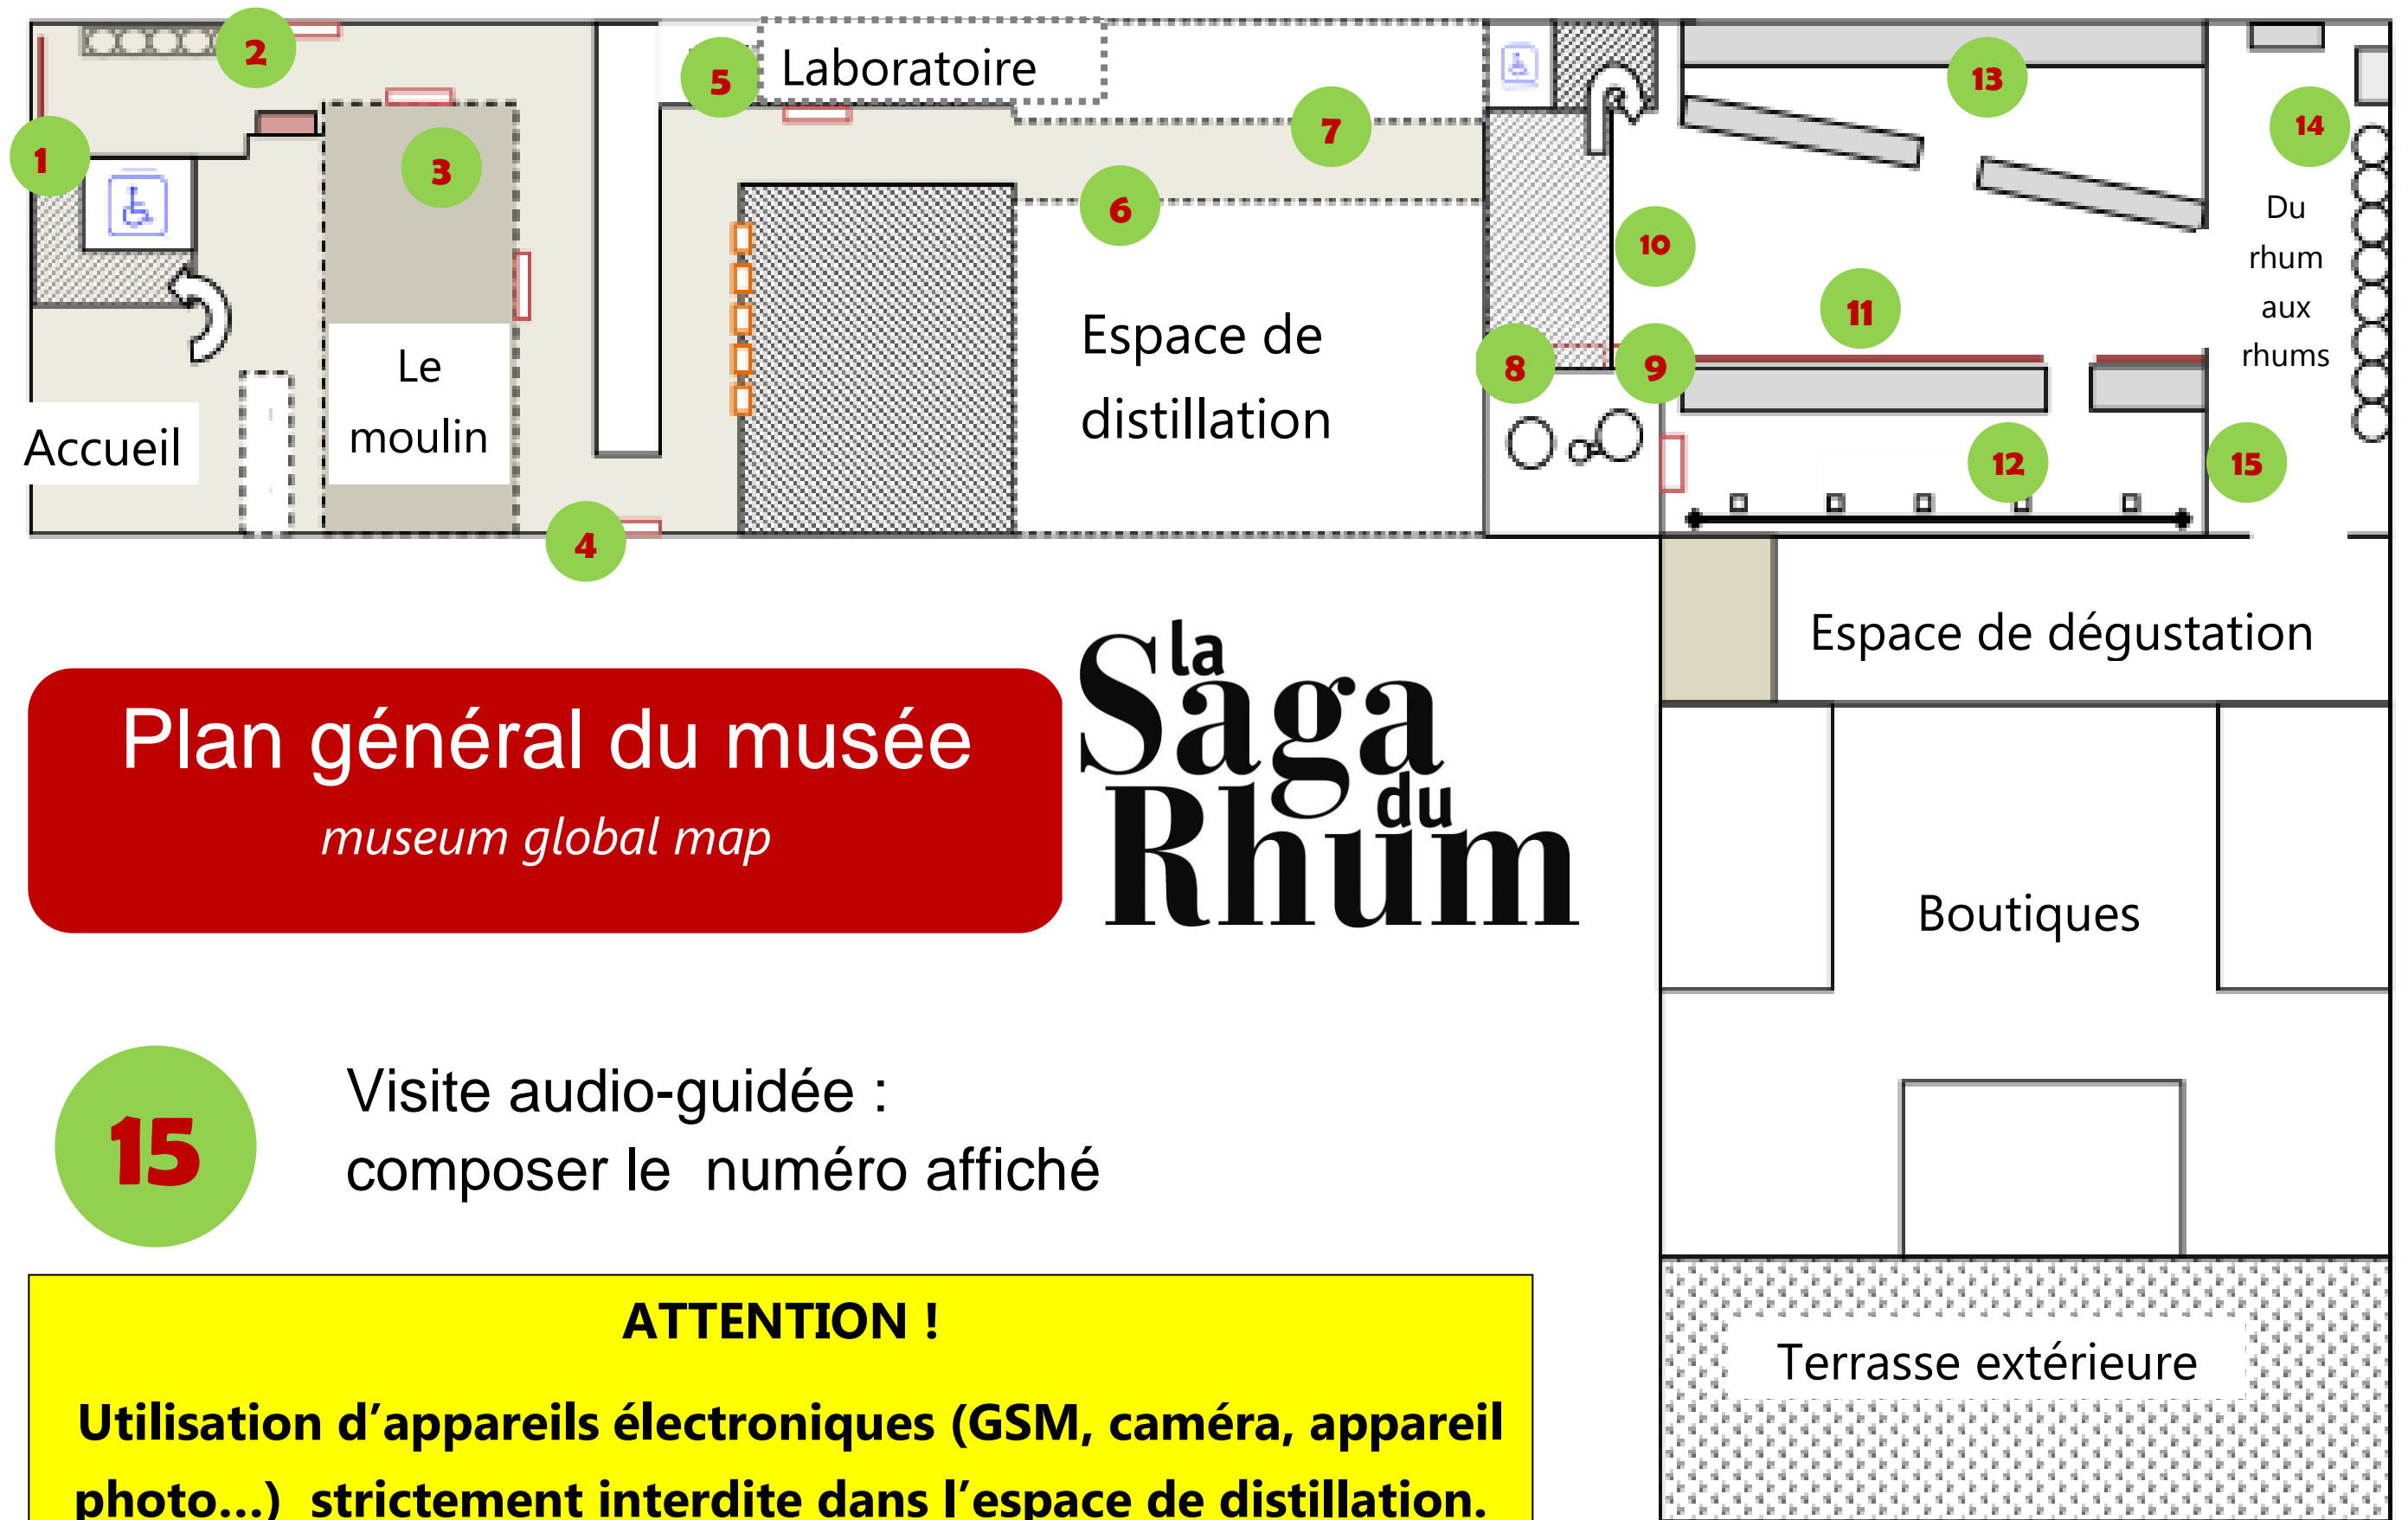 2
5
Laboratoire
13
14
1
3
7
6
Du
rhum
aux
rhums
10
11
Le
moulin
Espace de
distillation
8
9
Accueil
12
15
4
Espace de dégustation
la
Saga
du
Rhum
Plan général du musée
museum global map
Boutiques
15
Visite audio-guidée :
composer le numéro affiché
ATTENTION !
Utilisation d’appareils électroniques (GSM, caméra, appareil
photo...) strictement interdite dans l’espace de distillation.
Terrasse extérieure